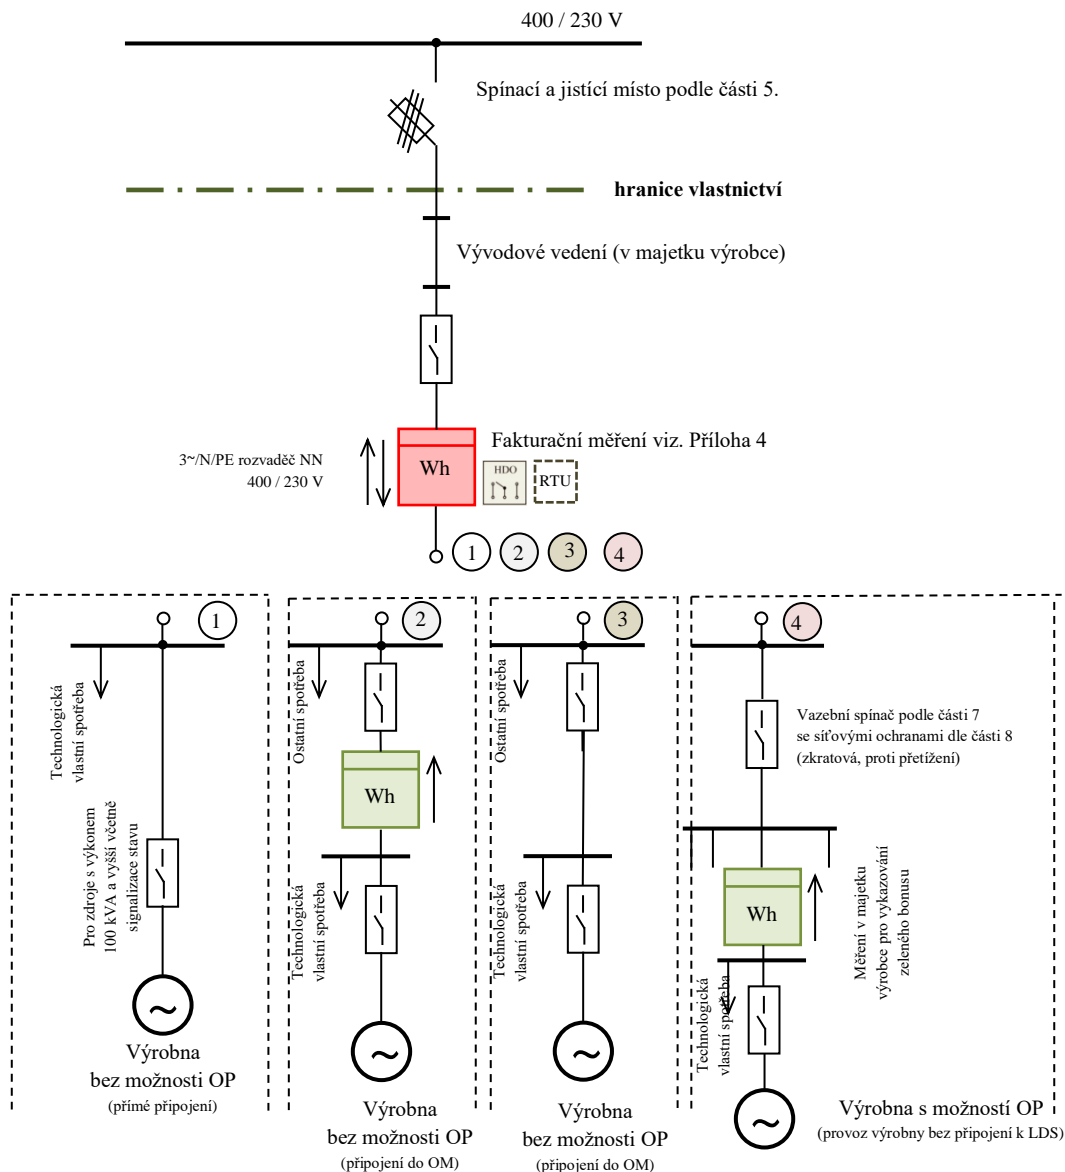 400 / 230 V
Spínací a jistící místo podle části 5.
hranice vlastnictví
Vývodové vedení (v majetku výrobce)
Fakturační měření viz. Příloha 4
3~/N/PE rozvaděč NN
400 / 230 V
Wh
HDO
RTU
1
2
3
4
1
Technologická
vlastní spotřeba
Pro zdroje s výkonem
100 kVA a vyšší včetně
signalizace stavu
~
Výrobna
bez možnosti OP
(přímé připojení)
2
Ostatní spotřeba
Wh
Technologická
vlastní spotřeba
~
Výrobna
bez možnosti OP
(připojení do OM)
3
Ostatní spotřeba
Technologická
vlastní spotřeba
~
Výrobna
bez možnosti OP
(připojení do OM)
4
Vazební spínač podle části 7
se síťovými ochranami dle části 8
(zkratová, proti přetížení)
Wh
Měření v majetku
výrobce pro vykazování
zeleného bonusu
Technologická
vlastní spotřeba
~
Výrobna s možností OP
(provoz výrobny bez připojení k LDS)